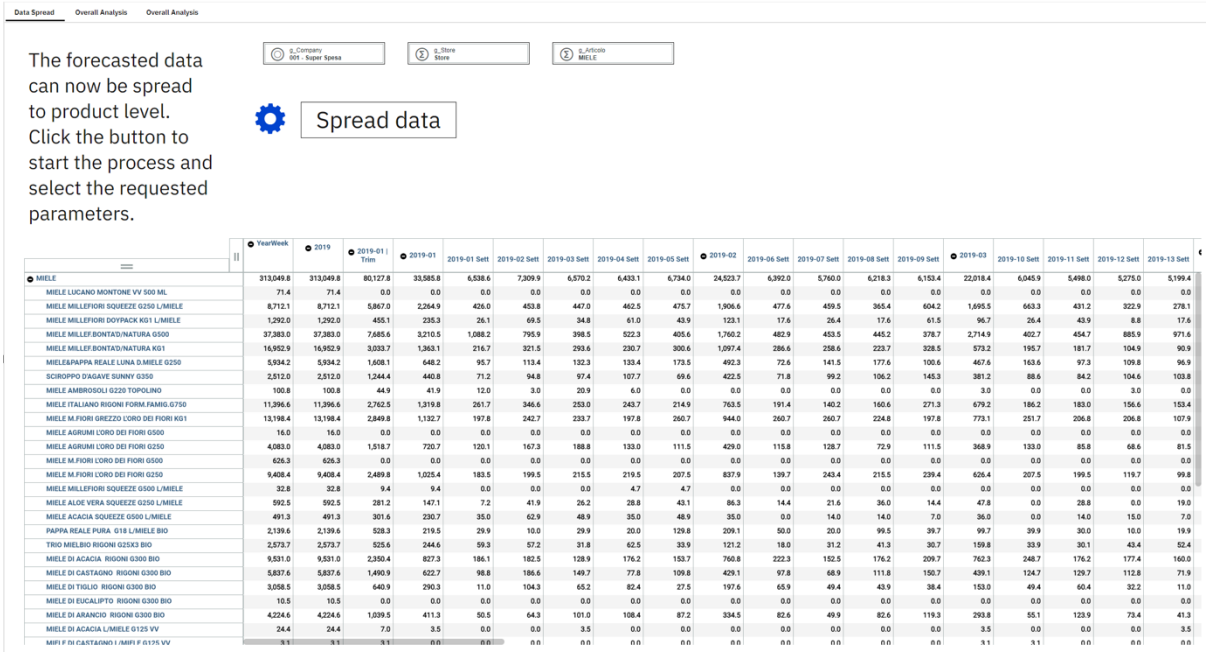 Data Spread Overall Analysis Overall Analysis
The forecasted data
can now be spread
to product level.
Click the button to
start the process and
select the requested
parameters.
g_Company
001 - Super Spesa
g_Store
Store
g_Articolo
MIELE
Spread data
YearWeek 2019 2019-01 | Trim 2019-01 2019-01 Sett 2019-02 Sett 2019-03 Sett 2019-04 Sett 2019-05 Sett 2019-02 2019-06 Sett 2019-07 Sett 2019-08 Sett 2019-09 Sett 2019-03 2019-10 Sett 2019-11 Sett 2019-12 Sett 2019-13 Sett
MIELE 313,049.8 313,049.8 80,127.8 33,585.8 6,538.6 7,309.9 6,570.2 6,433.1 6,734.0 24,523.7 6,392.0 5,760.0 6,218.3 6,153.4 22,018.4 6,045.9 5,498.0 5,275.0 5,199.4
MIELE LUCANO MONTONE VV 500 ML 71.4 71.4 0.0 0.0 0.0 0.0 0.0 0.0 0.0 0.0 0.0 0.0 0.0 0.0 0.0 0.0 0.0 0.0 0.0
MIELE MILLEFIORI SQUEEZE G250 L/MIELE 8,712.1 8,712.1 5,867.0 2,264.9 426.0 453.8 447.0 462.5 475.7 1,906.6 477.6 459.5 365.4 604.2 1,695.5 663.3 431.2 322.9 278.1
MIELE MILLEFIORI DOYPACK KG1 L/MIELE 1,292.0 1,292.0 455.1 235.3 26.1 69.5 34.8 61.0 43.9 123.1 17.6 26.4 17.6 61.5 96.7 26.4 43.9 8.8 17.6
MIELE MILLEF.BONTA'D/NATURA G500 37,383.0 37,383.0 7,685.6 3,210.5 1,088.2 795.9 398.5 522.3 405.6 1,760.2 482.9 453.5 445.2 378.7 2,714.9 402.7 454.7 885.9 971.6
MIELE MILLEF.BONTA'D/NATURA KG1 16,952.9 16,952.9 3,033.7 1,363.1 216.7 321.5 293.6 230.7 300.6 1,097.4 286.6 258.6 223.7 328.5 573.2 195.7 181.7 104.9 90.9
MIELE&PAPPA REALE LUNA D.MIELE G250 5,934.2 5,934.2 1,608.1 648.2 95.7 113.4 132.3 133.4 173.5 492.3 72.6 141.5 177.6 100.6 467.6 163.6 97.3 109.8 96.9
SCIROPPO D'AGAVE SUNNY G350 2,512.0 2,512.0 1,244.4 440.8 71.2 94.8 97.4 107.7 69.6 422.5 71.8 99.2 106.2 145.3 381.2 88.6 84.2 104.6 103.8
MIELE AMBROSOLI G220 TOPOLINO 100.8 100.8 44.9 41.9 12.0 3.0 20.9 6.0 0.0 0.0 0.0 0.0 0.0 0.0 3.0 0.0 0.0 3.0 0.0
MIELE ITALIANO RIGONI FORM.FAMIG.G750 11,396.6 11,396.6 2,762.5 1,319.8 261.7 346.6 253.0 243.7 214.9 763.5 191.4 140.2 160.6 271.3 679.2 186.2 183.0 156.6 153.4
MIELE M.FIORI GREZZO L'ORO DEI FIORI KG1 13,198.4 13,198.4 2,849.8 1,132.7 197.8 242.7 233.7 197.8 260.7 944.0 260.7 260.7 224.8 197.8 773.1 251.7 206.8 206.8 107.9
MIELE AGRUMI L'ORO DEI FIORI G500 16.0 16.0 0.0 0.0 0.0 0.0 0.0 0.0 0.0 0.0 0.0 0.0 0.0 0.0 0.0 0.0 0.0 0.0 0.0
MIELE AGRUMI L'ORO DEI FIORI G250 4,083.0 4,083.0 1,518.7 720.7 120.1 167.3 188.8 133.0 111.5 429.0 115.8 128.7 72.9 111.5 368.9 133.0 85.8 68.6 81.5
MIELE M.FIORI L'ORO DEI FIORI G500 626.3 626.3 0.0 0.0 0.0 0.0 0.0 0.0 0.0 0.0 0.0 0.0 0.0 0.0 0.0 0.0 0.0 0.0 0.0
MIELE M.FIORI L'ORO DEI FIORI G250 9,408.4 9,408.4 2,489.8 1,025.4 183.5 199.5 215.5 219.5 207.5 837.9 139.7 243.4 215.5 239.4 626.4 207.5 199.5 119.7 99.8
MIELE MILLEFIORI SQUEEZE G500 L/MIELE 32.8 32.8 9.4 9.4 0.0 0.0 0.0 4.7 4.7 0.0 0.0 0.0 0.0 0.0 0.0 0.0 0.0 0.0 0.0
MIELE ALOE VERA SQUEEZE G250 L/MIELE 592.5 592.5 281.2 147.1 7.2 41.9 26.2 28.8 43.1 86.3 14.4 21.6 36.0 14.4 47.8 0.0 28.8 0.0 19.0
MIELE ACACIA SQUEEZE G500 L/MIELE 491.3 491.3 301.6 230.7 35.0 62.9 48.9 35.0 48.9 35.0 0.0 14.0 14.0 7.0 36.0 0.0 14.0 15.0 7.0
PAPPA REALE PURA G18 L/MIELE BIO 2,139.6 2,139.6 528.3 219.5 29.9 10.0 29.9 20.0 129.8 209.1 50.0 20.0 99.5 39.7 99.7 39.9 30.0 10.0 19.9
TRIO MIELBIO RIGONI G25X3 BIO 2,573.7 2,573.7 525.6 244.6 59.3 57.2 31.8 62.5 33.9 121.2 18.0 31.2 41.3 30.7 159.8 33.9 30.1 43.4 52.4
MIELE DI ACACIA RIGONI G300 BIO 9,531.0 9,531.0 2,350.4 827.3 186.1 182.5 128.9 176.2 153.7 760.8 222.3 152.5 176.2 209.7 762.3 248.7 176.2 177.4 160.0
MIELE DI CASTAGNO RIGONI G300 BIO 5,837.6 5,837.6 1,490.9 622.7 98.8 186.6 149.7 77.8 109.8 429.1 97.8 68.9 111.8 150.7 439.1 124.7 129.7 112.8 71.9
MIELE DI TIGLIO RIGONI G300 BIO 3,058.5 3,058.5 640.9 290.3 11.0 104.3 65.2 82.4 27.5 197.6 65.9 49.4 43.9 38.4 153.0 49.4 60.4 32.2 11.0
MIELE DI EUCALIPTO RIGONI G300 BIO 10.5 10.5 0.0 0.0 0.0 0.0 0.0 0.0 0.0 0.0 0.0 0.0 0.0 0.0 0.0 0.0 0.0 0.0 0.0
MIELE DI ARANCIO RIGONI G300 BIO 4,224.6 4,224.6 1,039.5 411.3 50.5 64.3 101.0 108.4 87.2 334.5 82.6 49.9 82.6 119.3 293.8 55.1 123.9 73.4 41.3
MIELE DI ACACIA L/MIELE G125 VV 24.4 24.4 7.0 3.5 0.0 0.0 3.5 0.0 0.0 0.0 0.0 0.0 0.0 0.0 3.5 0.0 0.0 0.0 3.5
MIELE DI CASTAGNO L/MIELE G125 VV 3.1 3.1 3.1 0.0 0.0 0.0 0.0 0.0 0.0 0.0 0.0 0.0 0.0 0.0 3.1 3.1 0.0 0.0 0.0